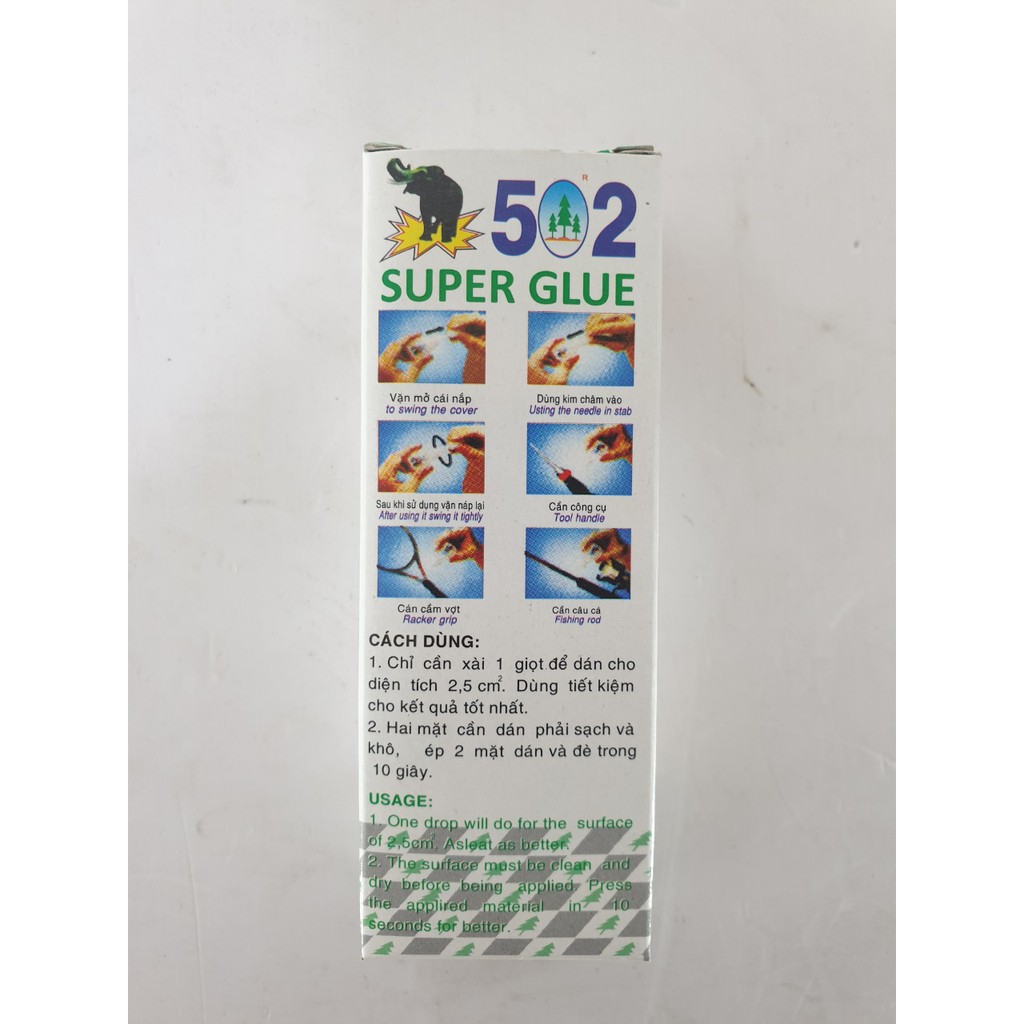 502
R
SUPER GLUE
Vặn mở cái nắp
to swing the cover
Dùng kim châm vào
Usting the needle in stab
Sau khi sử dụng vặn náp lại
After using it swing it tightly
Cần công cụ
Tool handle
Cán cầm vợt
Racker grip
Cần câu cá
Fishing rod
CÁCH DÙNG:
1. Chỉ cần xài 1 giọt để dán cho
diện tích 2,5 cm². Dùng tiết kiệm
cho kết quả tốt nhất.
2. Hai mặt cần dán phải sạch và
khô, ép 2 mặt dán và đè trong
10 giây.
USAGE:
1. One drop will do for the surface
of 2,5cm². Asleat as better.
2. The surface must be clean and
dry before being applied Press
the applired material in 10
seconds for better.